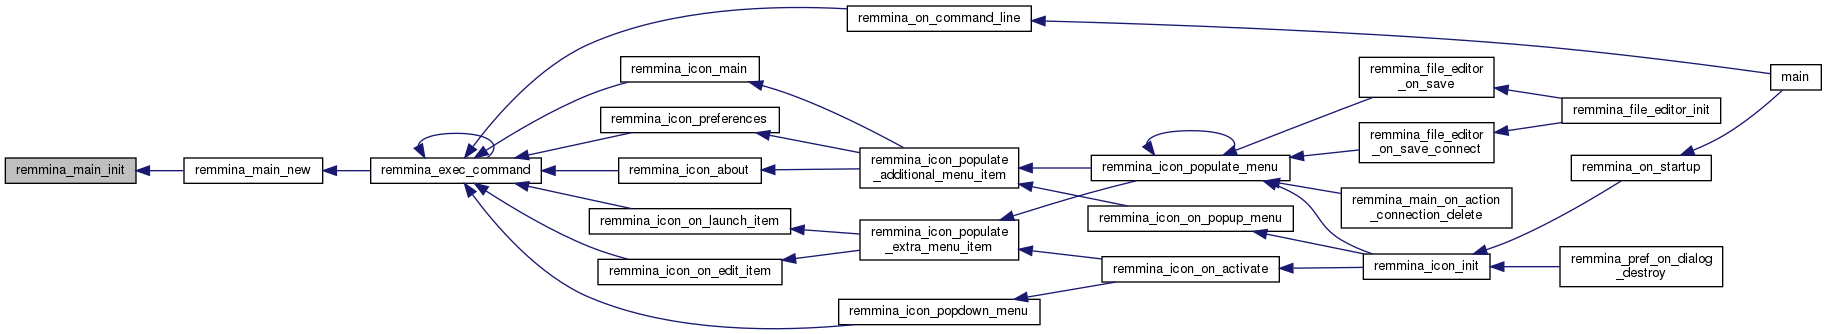 remmina_main_init
remmina_main_new
remmina_exec_command
remmina_on_command_line
remmina_icon_main
remmina_icon_preferences
remmina_icon_about
remmina_icon_on_launch_item
remmina_icon_on_edit_item
remmina_icon_popdown_menu
remmina_icon_populate
_additional_menu_item
remmina_icon_populate
_extra_menu_item
remmina_icon_populate_menu
remmina_icon_on_popup_menu
remmina_icon_on_activate
remmina_file_editor
_on_save
remmina_file_editor
_on_save_connect
remmina_main_on_action
_connection_delete
remmina_icon_init
remmina_file_editor_init
remmina_on_startup
remmina_pref_on_dialog
_destroy
main